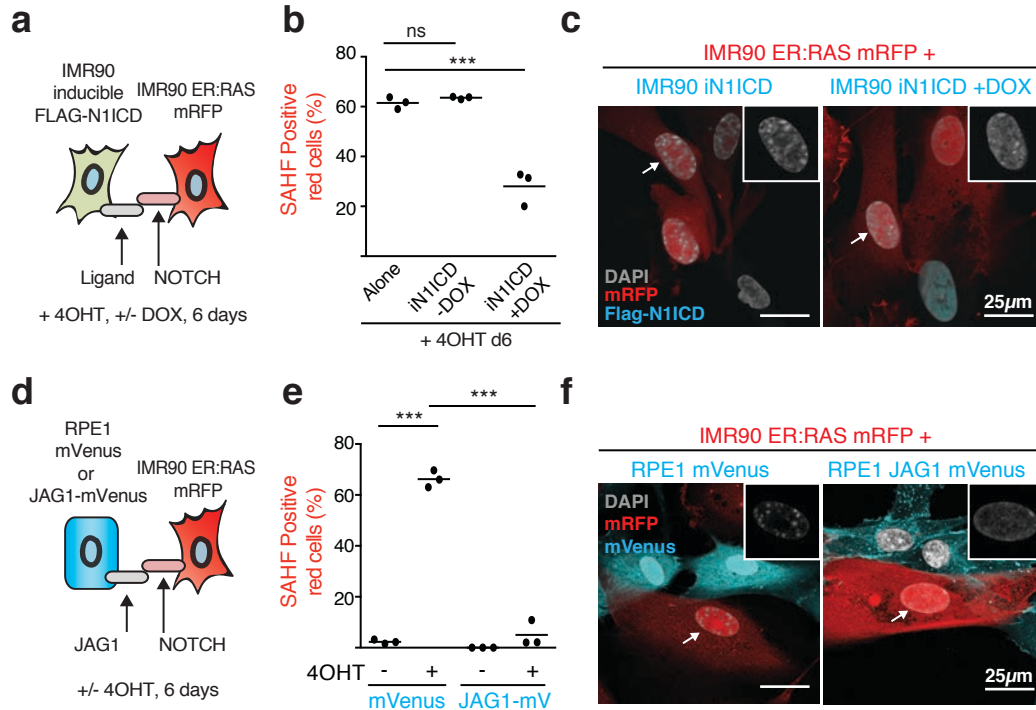 a
IMR90
inducible
FLAG-N1ICD
IMR90 ER:RAS
mRFP
Ligand
NOTCH
+ 4OHT, +/- DOX, 6 days
b
ns
***
80
60
40
20
SAHF Positive
red cells (%)
Alone
iN1ICD
-DOX
iN1ICD
+DOX
+ 4OHT d6
c
IMR90 ER:RAS mRFP +
IMR90 iN1ICD
IMR90 iN1ICD +DOX
DAPI
mRFP
Flag-N1ICD
25µm
d
RPE1
mVenus
or
JAG1-mVenus
IMR90 ER:RAS
mRFP
JAG1
NOTCH
+/- 4OHT, 6 days
e
***
***
80
60
40
20
SAHF Positive
red cells (%)
4OHT - + - +
mVenus JAG1-mV
f
IMR90 ER:RAS mRFP +
RPE1 mVenus
RPE1 JAG1 mVenus
DAPI
mRFP
mVenus
25µm